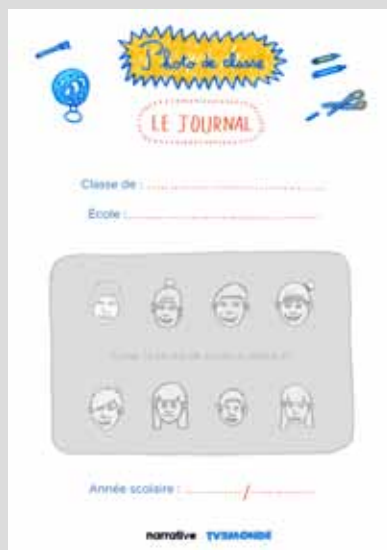 Photo de classe
LE JOURNAL
Classe de : ..............................
École : ..............................
Année scolaire : ............/............
narrative TV5MONDE